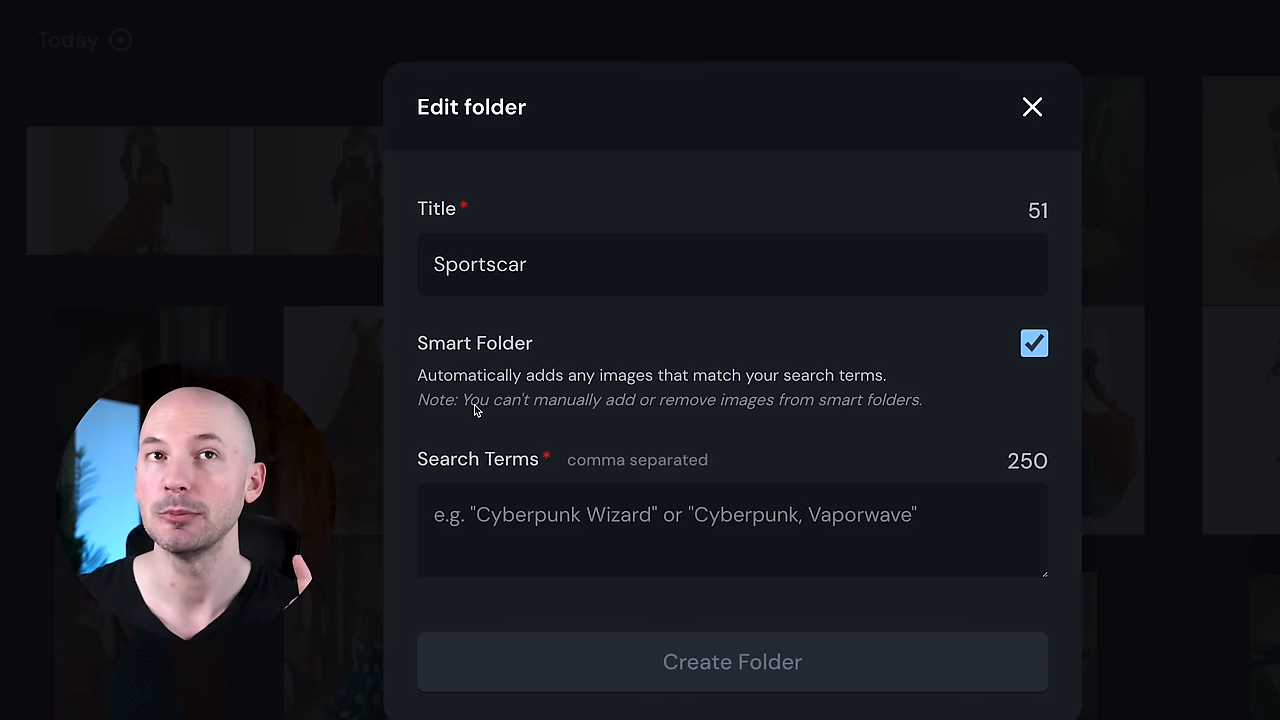 Today
Edit folder
Title * 51
Sportscar
Smart Folder
Automatically adds any images that match your search terms.
Note: You can't manually add or remove images from smart folders.
Search Terms * comma separated 250
e.g. "Cyberpunk Wizard" or "Cyberpunk, Vaporwave"
Create Folder